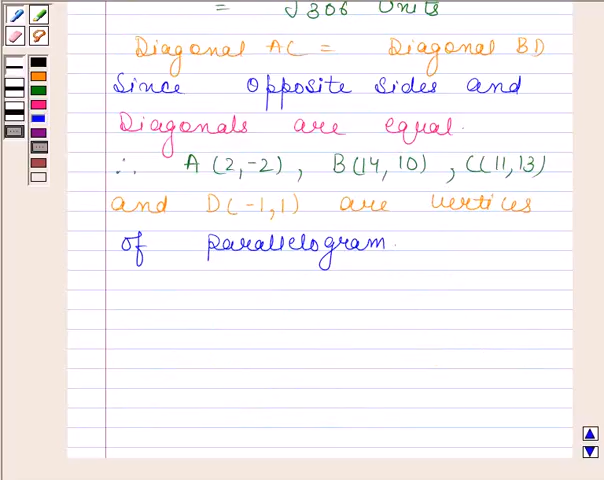 = √306 Units
Diagonal AC = Diagonal BD
Since opposite sides and
Diagonals are equal.
∴ A (2,-2) , B(14, 10) , C(11,13)
and D(-1,1) are vertices
of parallelogram.